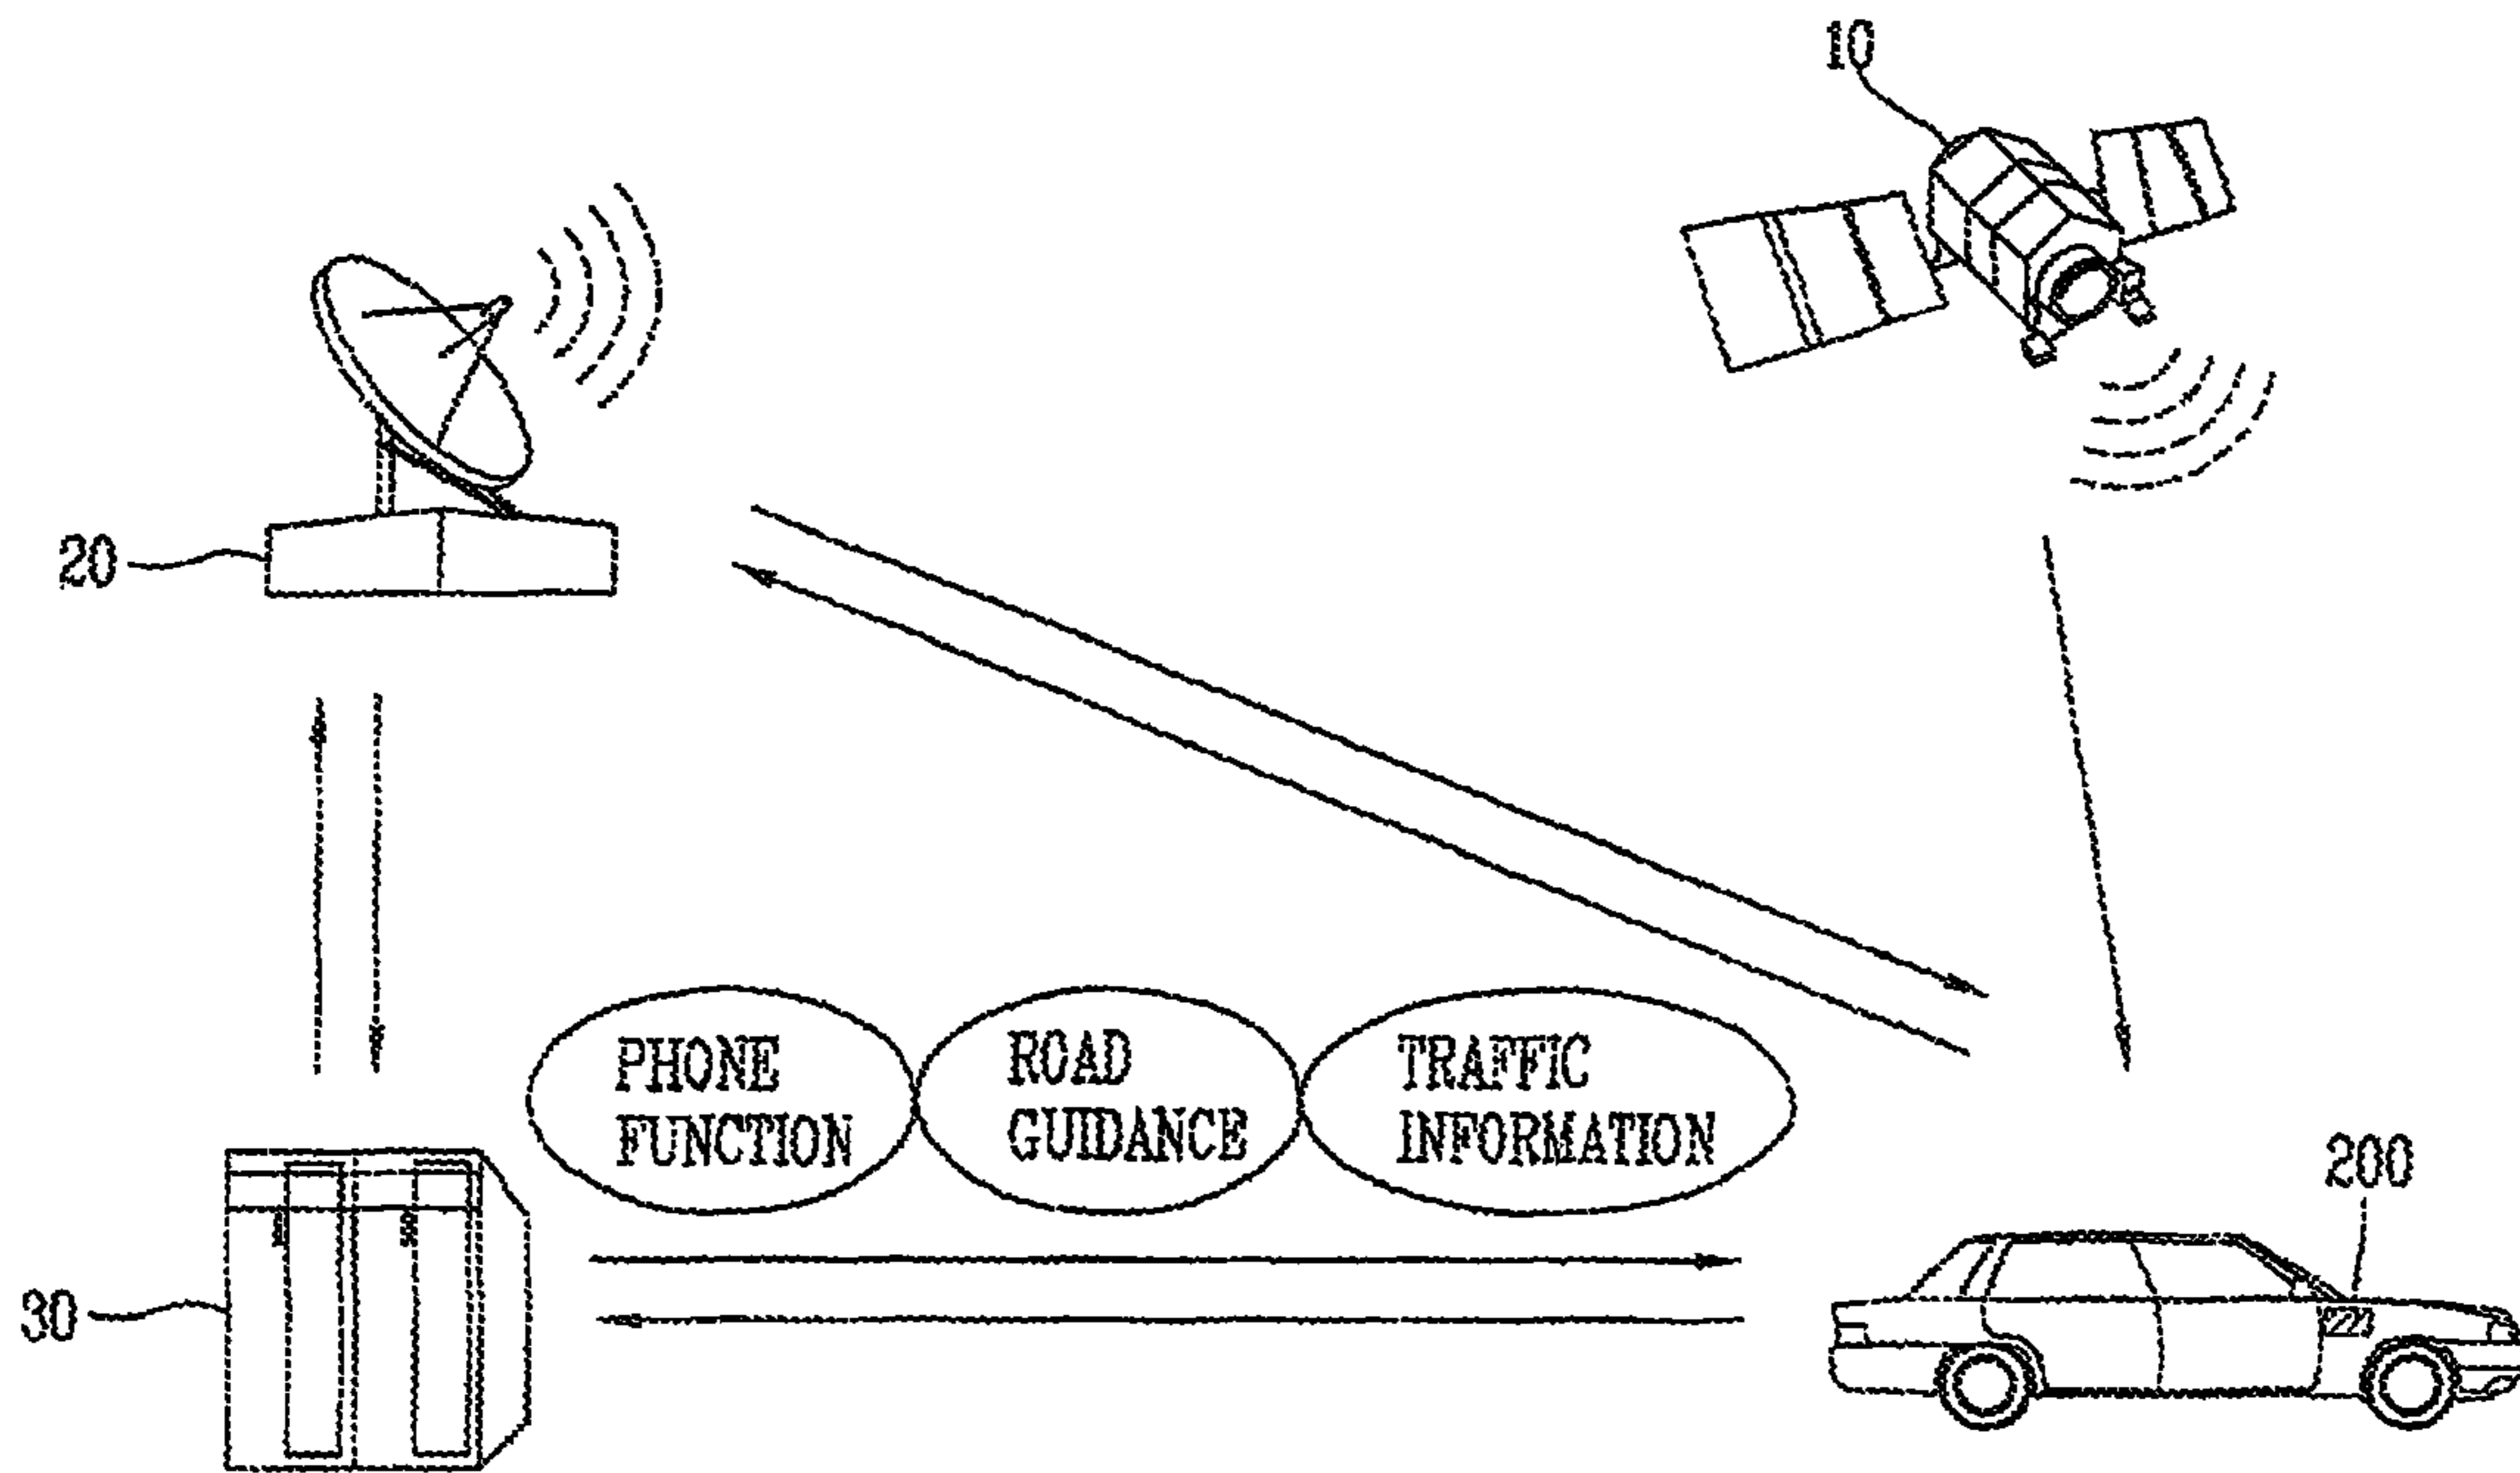 10
20
PHONE
FUNCTION
ROAD
GUIDANCE
TRAFFIC
INFORMATION
200
30